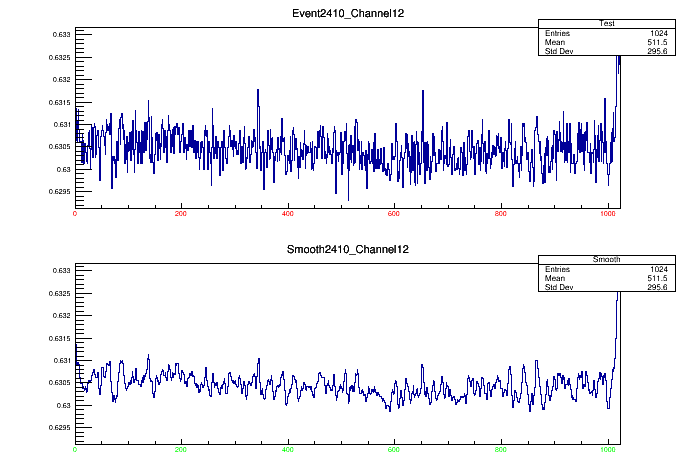 Event2410_Channel12
Test
Entries 1024
Mean 511.5
Std Dev 295.6
0.633
0.6325
0.632
0.6315
0.631
0.6305
0.63
0.6295
0 200 400 600 800 1000
Smooth2410_Channel12
Smooth
Entries 1024
Mean 511.5
Std Dev 295.6
0.633
0.6325
0.632
0.6315
0.631
0.6305
0.63
0.6295
0 200 400 600 800 1000